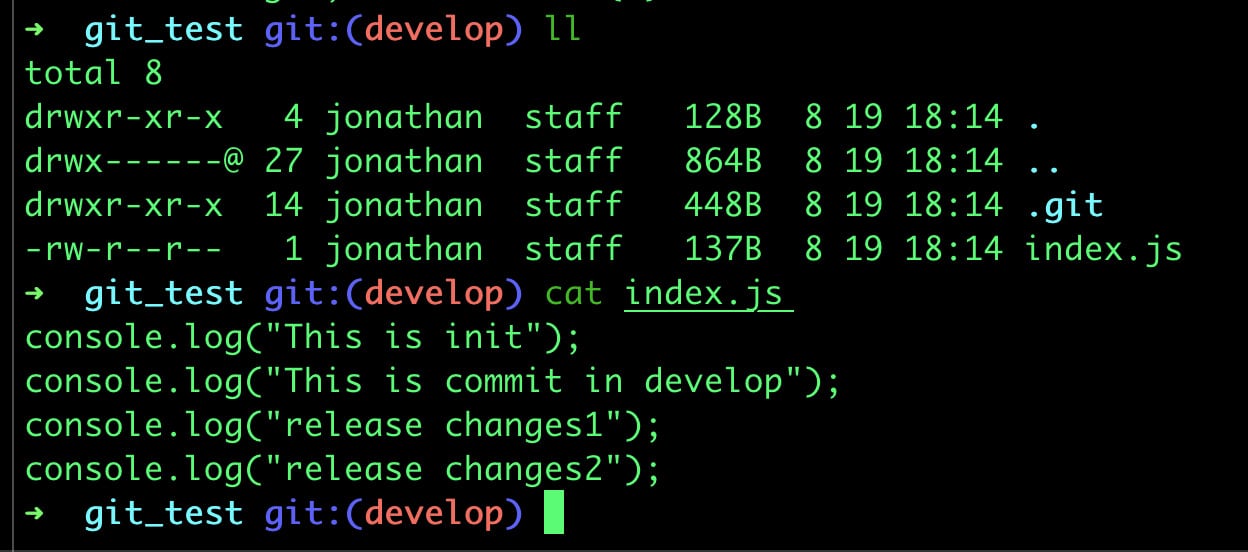 ➜  git_test git:(develop) ll
total 8
drwxr-xr-x   4 jonathan  staff   128B  8 19 18:14 .
drwx------@ 27 jonathan  staff   864B  8 19 18:14 ..
drwxr-xr-x  14 jonathan  staff   448B  8 19 18:14 .git
-rw-r--r--   1 jonathan  staff   137B  8 19 18:14 index.js
➜  git_test git:(develop) cat index.js
console.log("This is init");
console.log("This is commit in develop");
console.log("release changes1");
console.log("release changes2");
➜  git_test git:(develop)